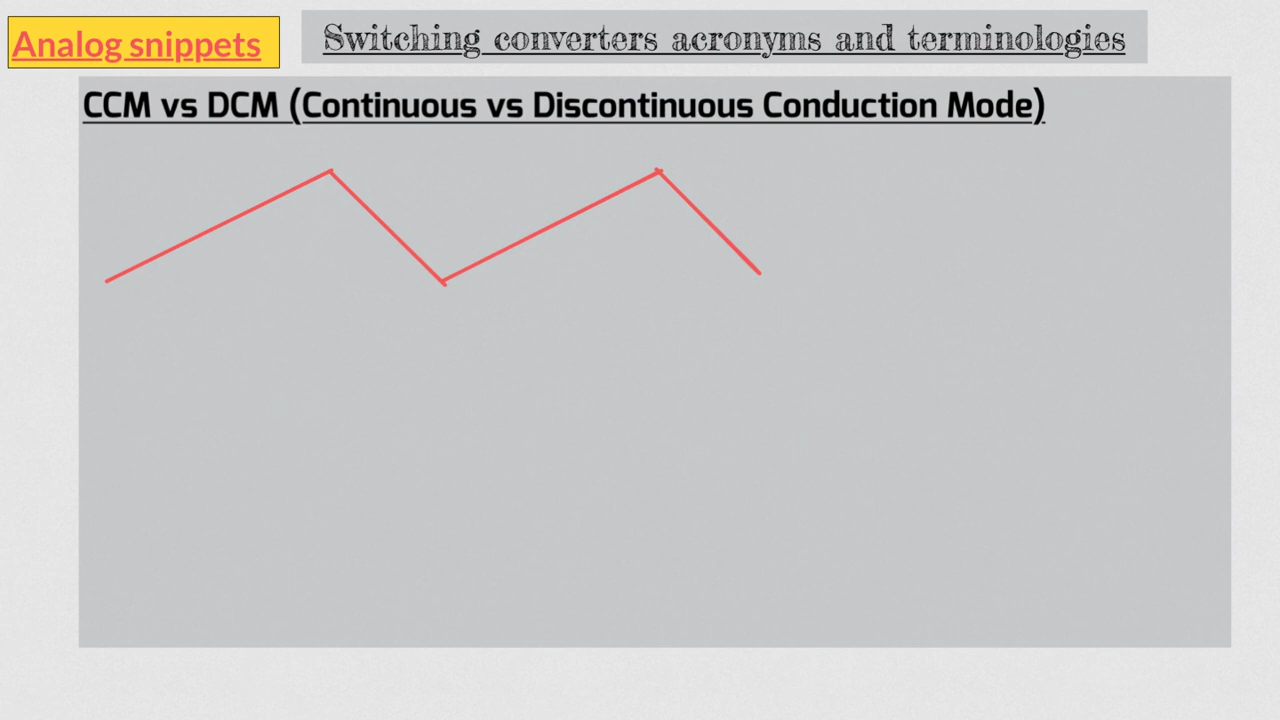 Analog snippets
Switching converters acronyms and terminologies
CCM vs DCM (Continuous vs Discontinuous Conduction Mode)